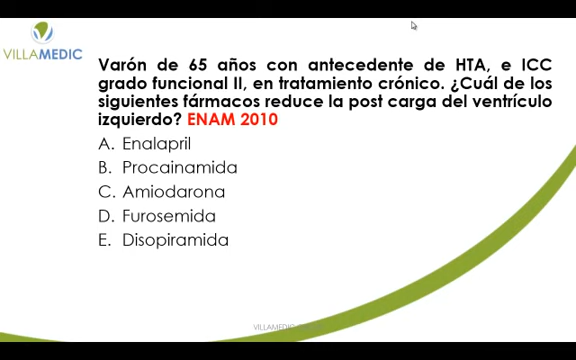 VILLAMEDIC
Varón de 65 años con antecedente de HTA, e ICC
grado funcional II, en tratamiento crónico. ¿Cuál de los
siguientes fármacos reduce la post carga del ventrículo
izquierdo? ENAM 2010
A. Enalapril
B. Procainamida
C. Amiodarona
D. Furosemida
E. Disopiramida
VILLAMEDIC